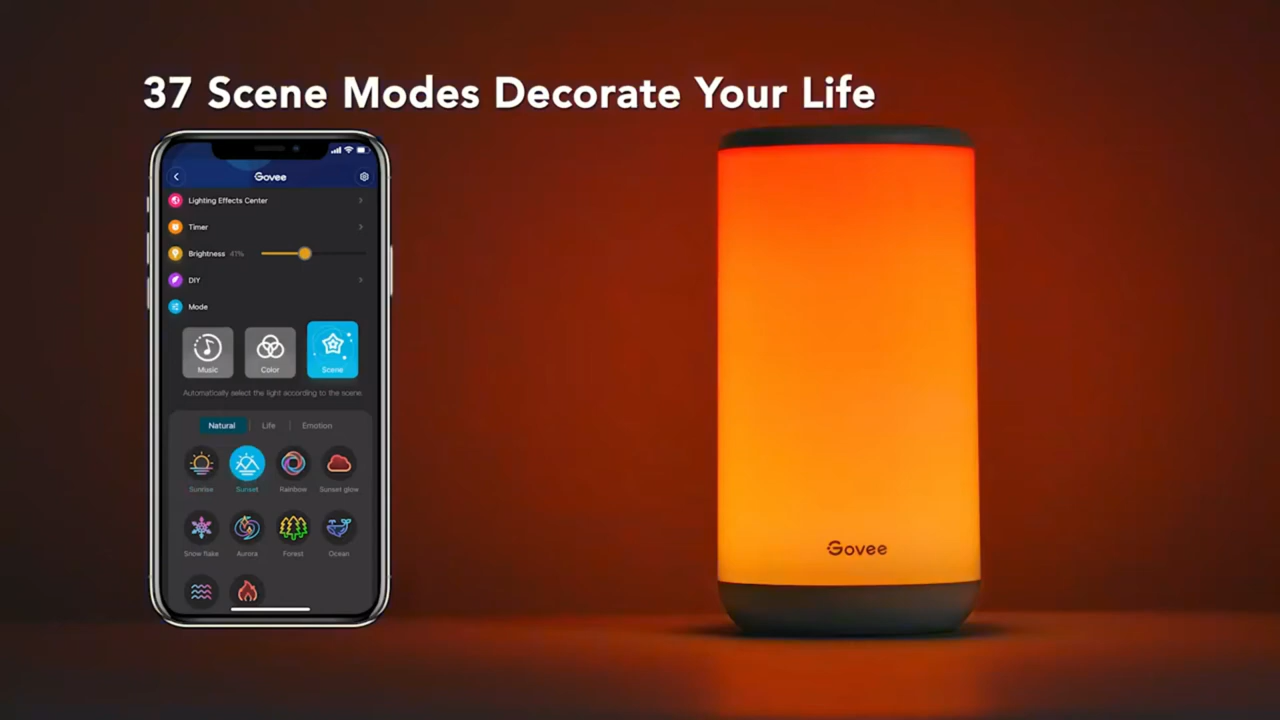 37 Scene Modes Decorate Your Life
Govee
Lighting Effects Center
Timer
Brightness 41%
DIY
Mode
Music Color Scene
Automatically select the light according to the scene.
Natural | Life | Emotion
Sunrise Sunset Rainbow Sunset glow
Snow flake Aurora Forest Ocean
Govee